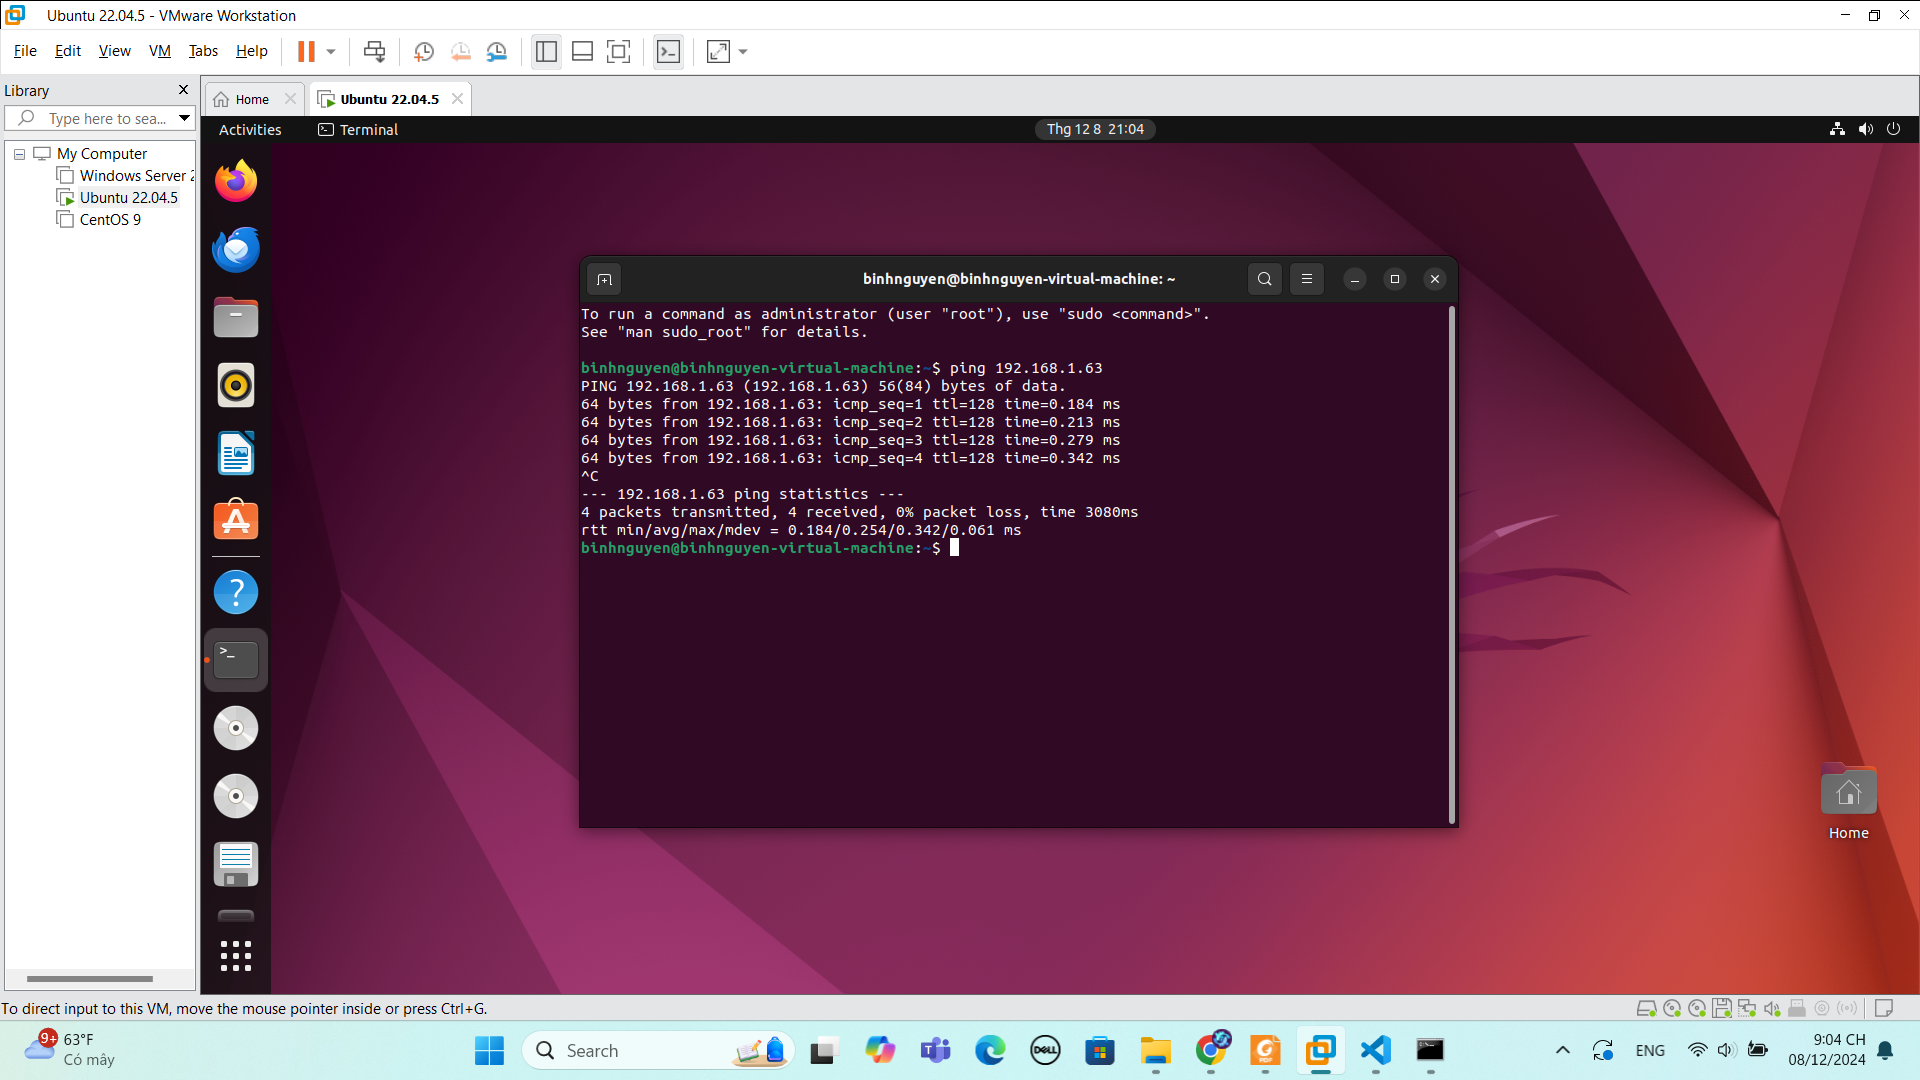 Ubuntu 22.04.5 - VMware Workstation
File Edit View VM Tabs Help
Library
Home
Ubuntu 22.04.5
Type here to sea...
Activities
Terminal
Thg 12 8 21:04
My Computer
Windows Server 2
Ubuntu 22.04.5
CentOS 9
binhnguyen@binhnguyen-virtual-machine: ~
To run a command as administrator (user "root"), use "sudo <command>".
See "man sudo_root" for details.
binhnguyen@binhnguyen-virtual-machine:~$ ping 192.168.1.63
PING 192.168.1.63 (192.168.1.63) 56(84) bytes of data.
64 bytes from 192.168.1.63: icmp_seq=1 ttl=128 time=0.184 ms
64 bytes from 192.168.1.63: icmp_seq=2 ttl=128 time=0.213 ms
64 bytes from 192.168.1.63: icmp_seq=3 ttl=128 time=0.279 ms
64 bytes from 192.168.1.63: icmp_seq=4 ttl=128 time=0.342 ms
^C
--- 192.168.1.63 ping statistics ---
4 packets transmitted, 4 received, 0% packet loss, time 3080ms
rtt min/avg/max/mdev = 0.184/0.254/0.342/0.061 ms
binhnguyen@binhnguyen-virtual-machine:~$
Home
To direct input to this VM, move the mouse pointer inside or press Ctrl+G.
9+
63°F
Có mây
Search
DELL
PDF
ENG
9:04 CH
08/12/2024